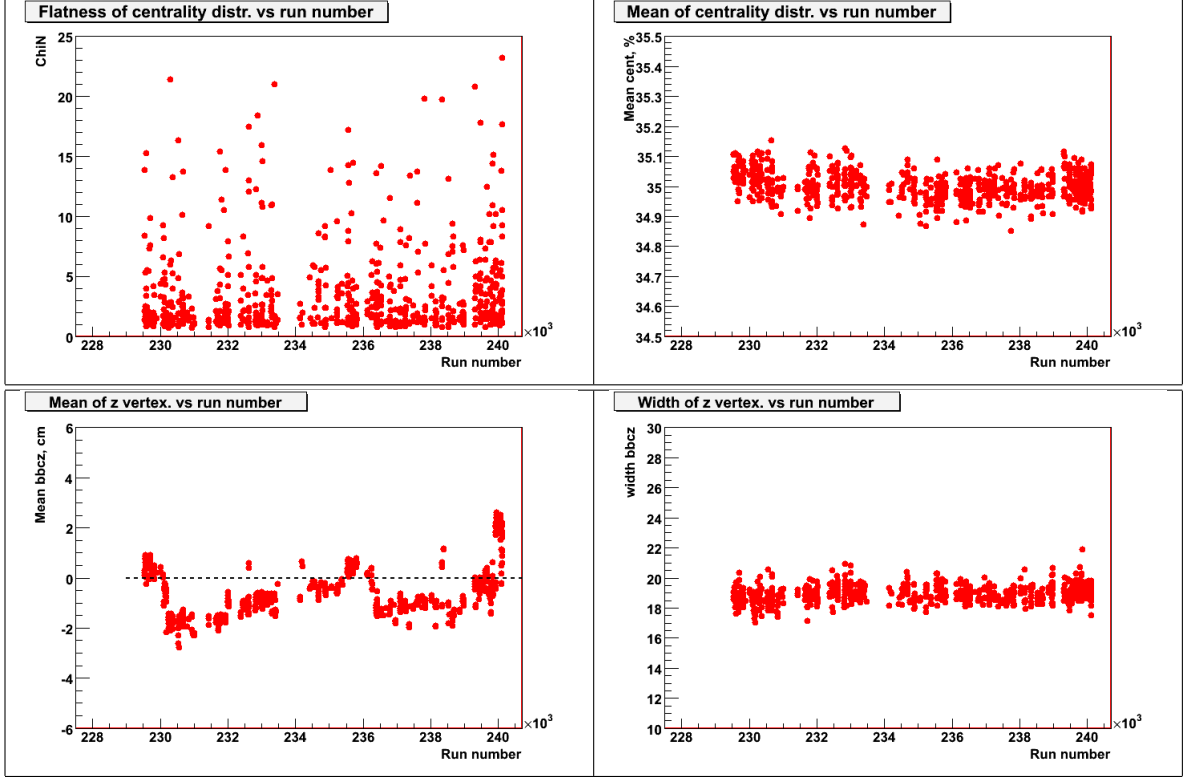 Flatness of centrality distr. vs run number
ChiN
25
20
15
10
5
0
228 230 232 234 236 238 240
×10³
Run number
Mean of centrality distr. vs run number
Mean cent, %
35.5
35.4
35.3
35.2
35.1
35
34.9
34.8
34.7
34.6
34.5
228 230 232 234 236 238 240
×10³
Run number
Mean of z vertex. vs run number
Mean bbcz, cm
6
4
2
0
-2
-4
-6
228 230 232 234 236 238 240
×10³
Run number
Width of z vertex. vs run number
width bbcz
30
28
26
24
22
20
18
16
14
12
10
228 230 232 234 236 238 240
×10³
Run number